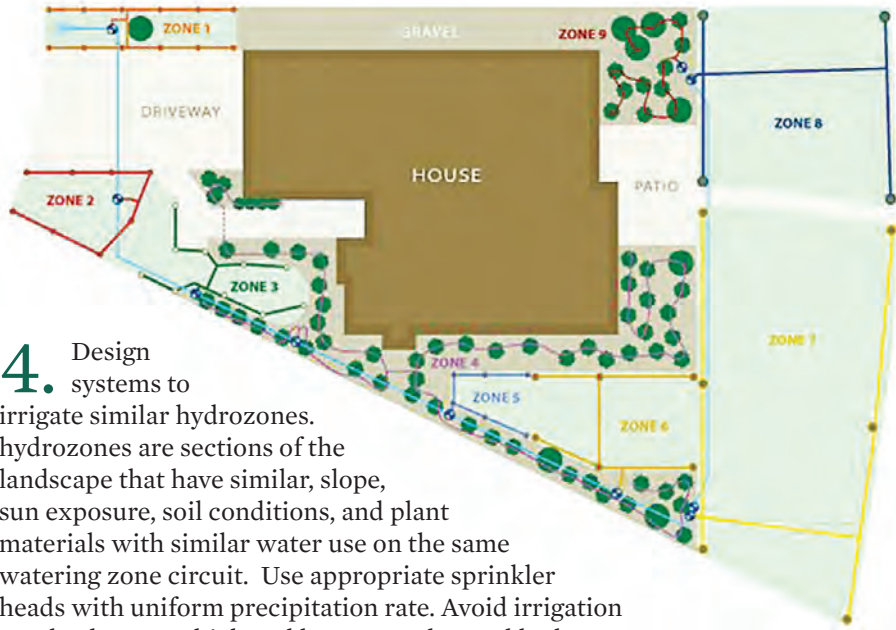 ZONE 1
GRAVEL
ZONE 9
DRIVEWAY
ZONE 8
HOUSE
PATIO
ZONE 2
ZONE 3
ZONE 7
ZONE 4
ZONE 5
ZONE 6
4. Design
systems to
irrigate similar hydrozones.
hydrozones are sections of the
landscape that have similar, slope,
sun exposure, soil conditions, and plant
materials with similar water use on the same
watering zone circuit. Use appropriate sprinkler
heads with uniform precipitation rate. Avoid irrigation